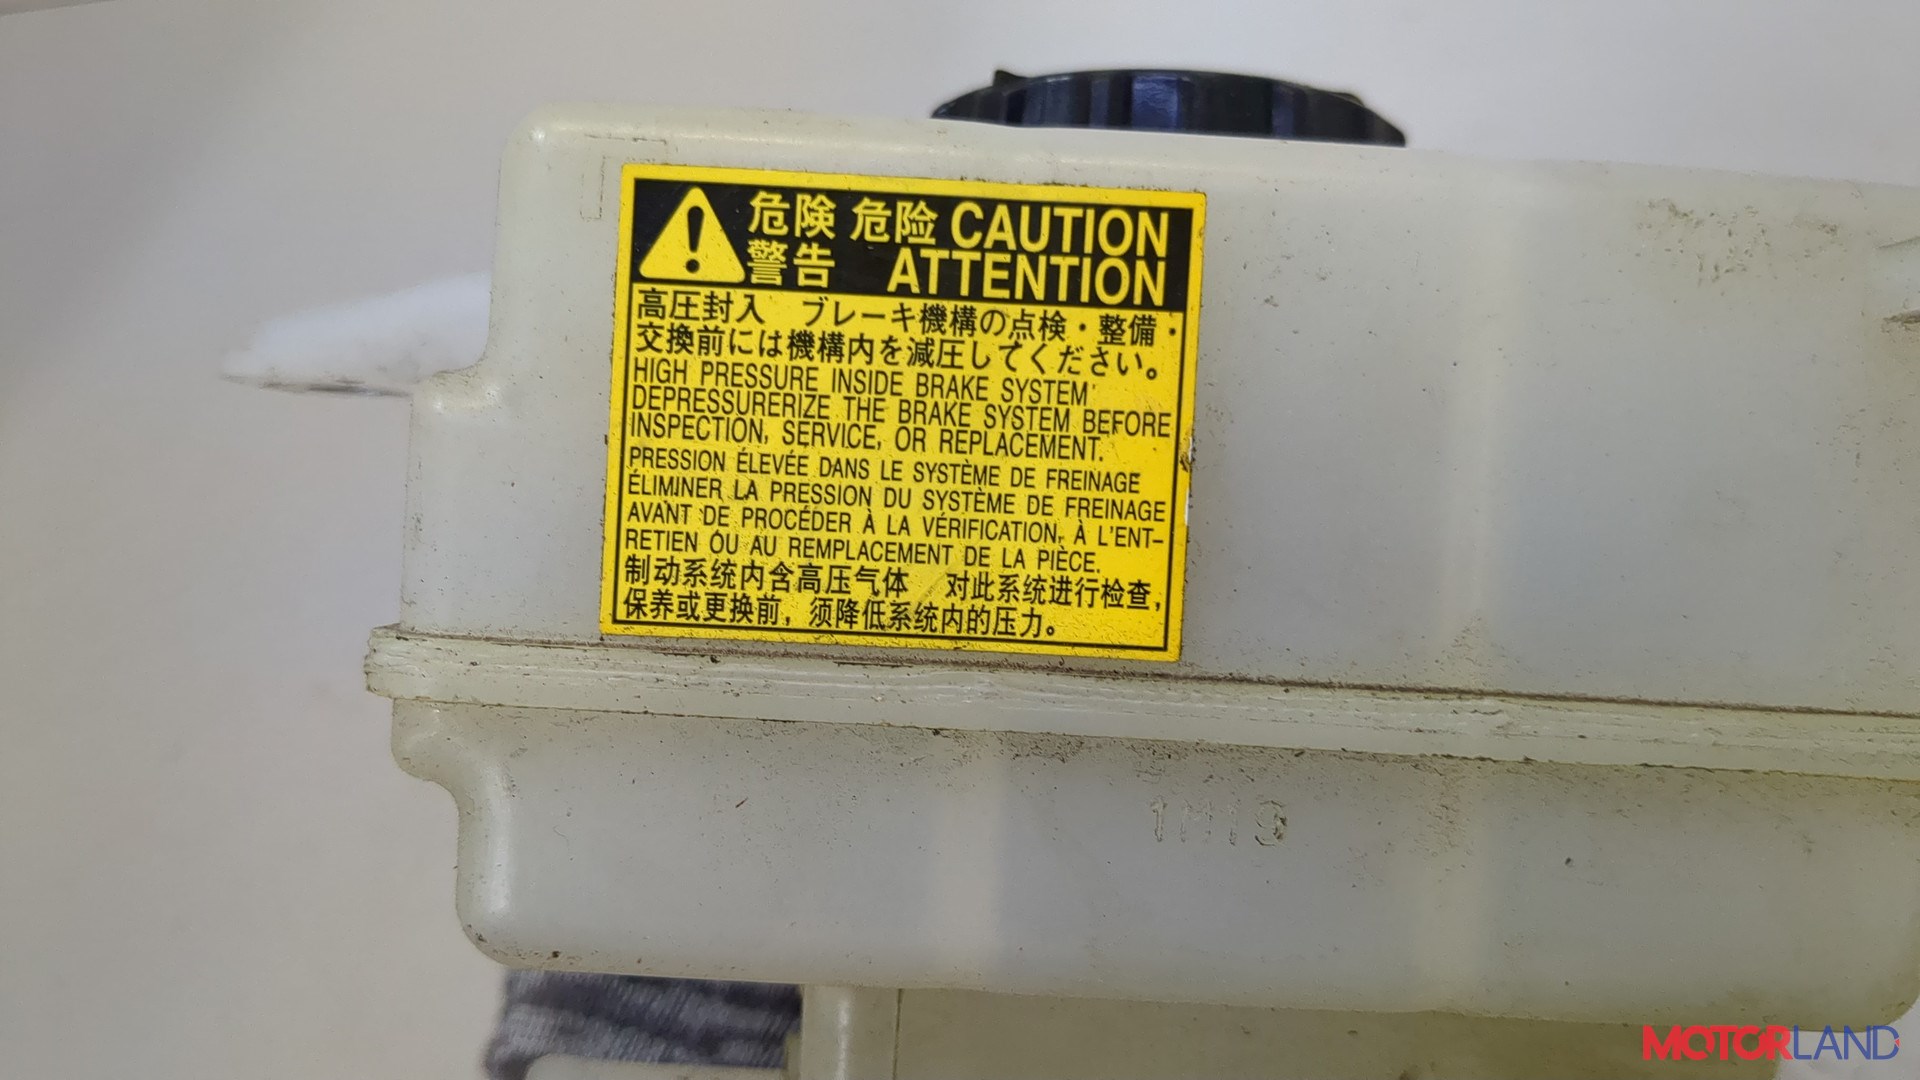 危険 危险 CAUTION
警告 ATTENTION
高圧封入 ブレーキ機構の点検・整備・
交換前には機構内を減圧してください。
HIGH PRESSURE INSIDE BRAKE SYSTEM
DEPRESSURERIZE THE BRAKE SYSTEM BEFORE
INSPECTION, SERVICE, OR REPLACEMENT.
PRESSION ÉLEVÉE DANS LE SYSTÈME DE FREINAGE
ÉLIMINER LA PRESSION DU SYSTÈME DE FREINAGE
AVANT DE PROCÉDER À LA VÉRIFICATION, À L'ENT-
RETIEN OU AU REMPLACEMENT DE LA PIÈCE.
制动系统内含高压气体 对此系统进行检查,
保养或更换前, 须降低系统内的压力。
1M19
MOTORLAND